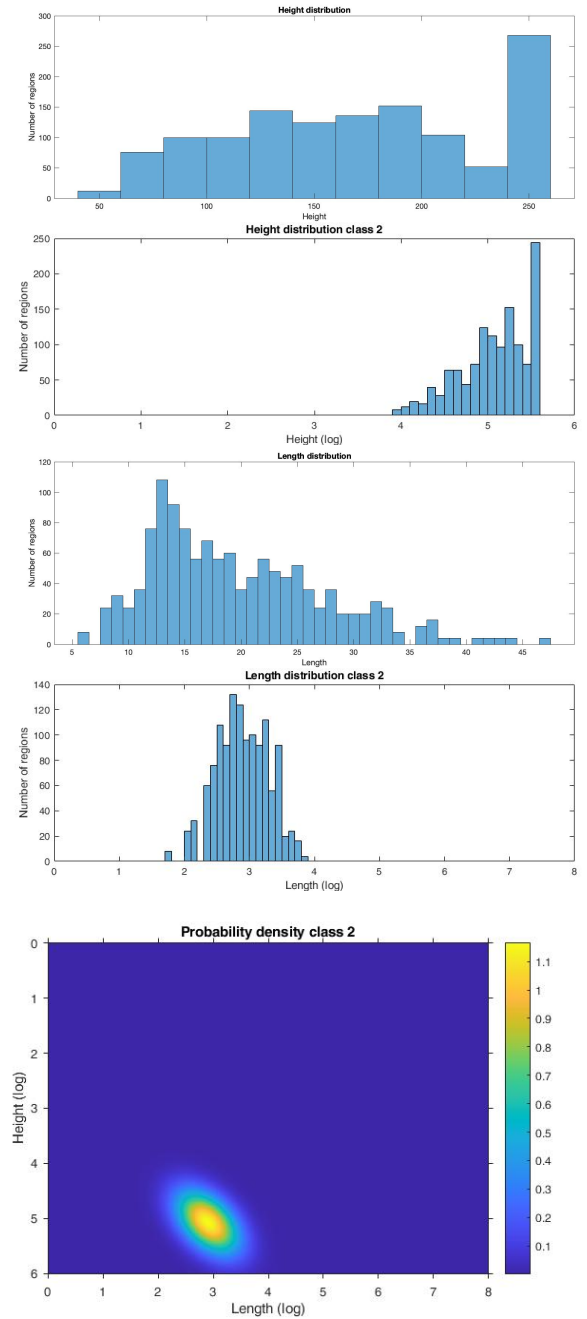 Height distribution
300
250
200
150
100
50
0
Number of regions
50 100 150 200 250
Height
Height distribution class 2
250
200
150
100
50
0
Number of regions
0 1 2 3 4 5 6
Height (log)
Length distribution
120
100
80
60
40
20
0
Number of regions
5 10 15 20 25 30 35 40 45
Length
Length distribution class 2
140
120
100
80
60
40
20
0
Number of regions
0 1 2 3 4 5 6 7 8
Length (log)
Probability density class 2
0
1
2
3
4
5
6
Height (log)
0 1 2 3 4 5 6 7 8
Length (log)
1.1
1
0.9
0.8
0.7
0.6
0.5
0.4
0.3
0.2
0.1